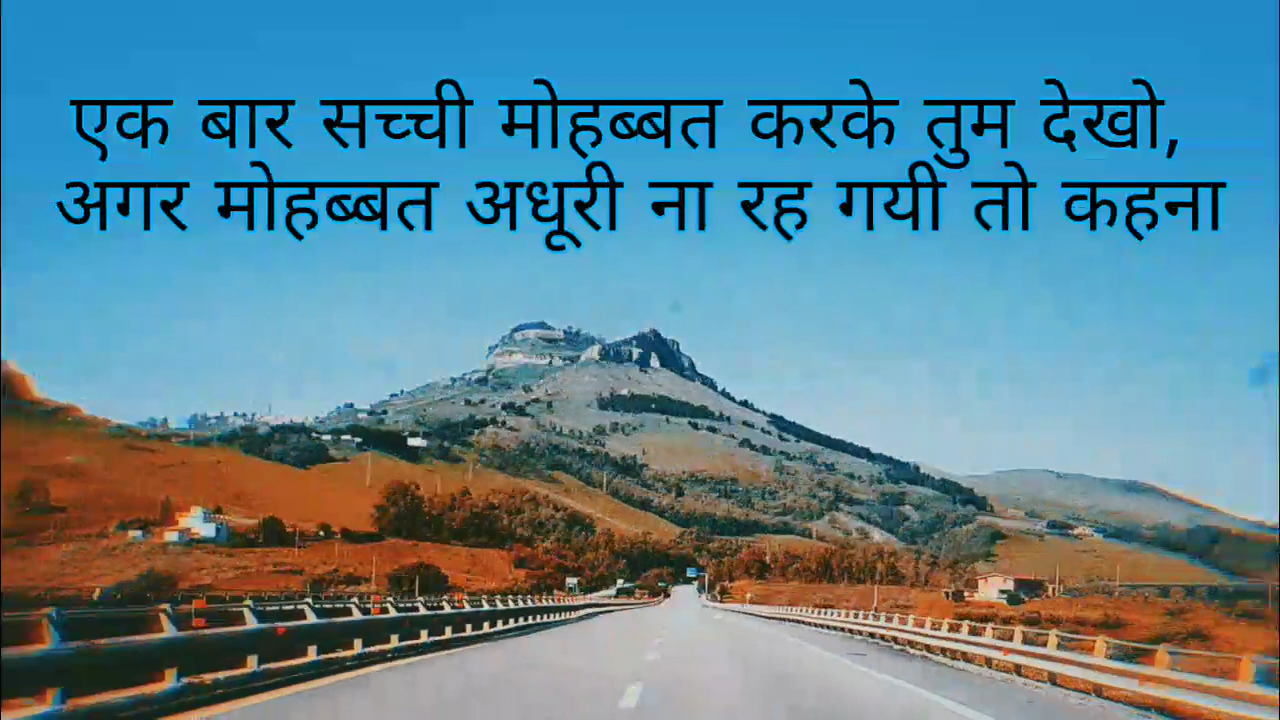 एक बार सच्ची मोहब्बत करके तुम देखो,
अगर मोहब्बत अधूरी ना रह गयी तो कहना